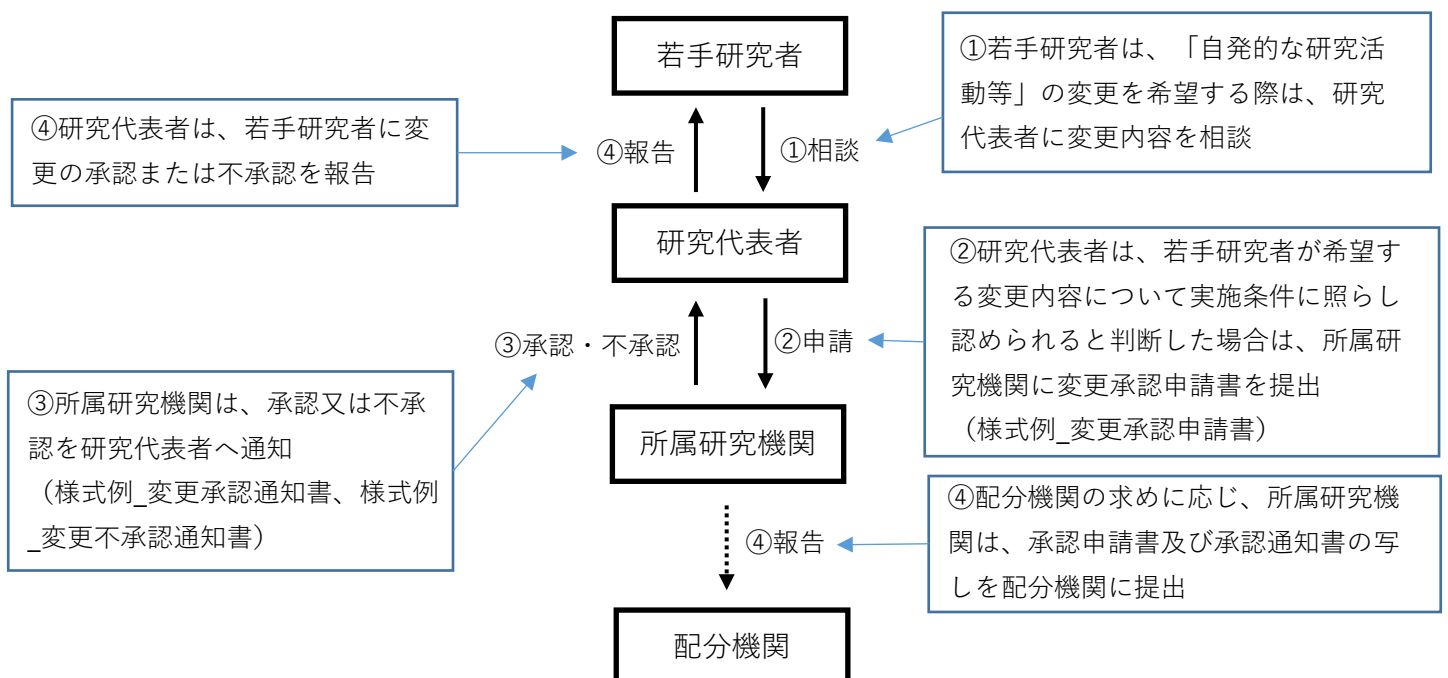 若手研究者
①若手研究者は、「自発的な研究活
動等」の変更を希望する際は、研究
代表者に変更内容を相談
④研究代表者は、若手研究者に変
更の承認または不承認を報告
④報告
①相談
研究代表者
②研究代表者は、若手研究者が希望す
る変更内容について実施条件に照らし
認められると判断した場合は、所属研
究機関に変更承認申請書を提出
（様式例_変更承認申請書）
③承認・不承認
②申請
③所属研究機関は、承認又は不承
認を研究代表者へ通知
（様式例_変更承認通知書、様式例
_変更不承認通知書）
所属研究機関
④配分機関の求めに応じ、所属研究機
関は、承認申請書及び承認通知書の写
しを配分機関に提出
④報告
配分機関